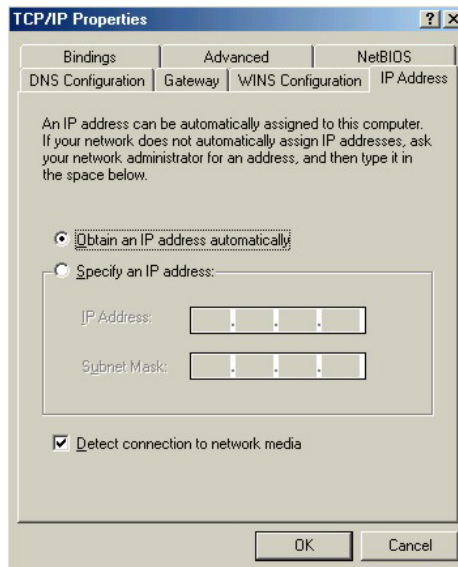 TCP/IP Properties
Bindings Advanced NetBIOS
DNS Configuration Gateway WINS Configuration IP Address
An IP address can be automatically assigned to this computer.
If your network does not automatically assign IP addresses, ask
your network administrator for an address, and then type it in
the space below.
Obtain an IP address automatically
Specify an IP address:
IP Address:
Subnet Mask:
Detect connection to network media
OK Cancel